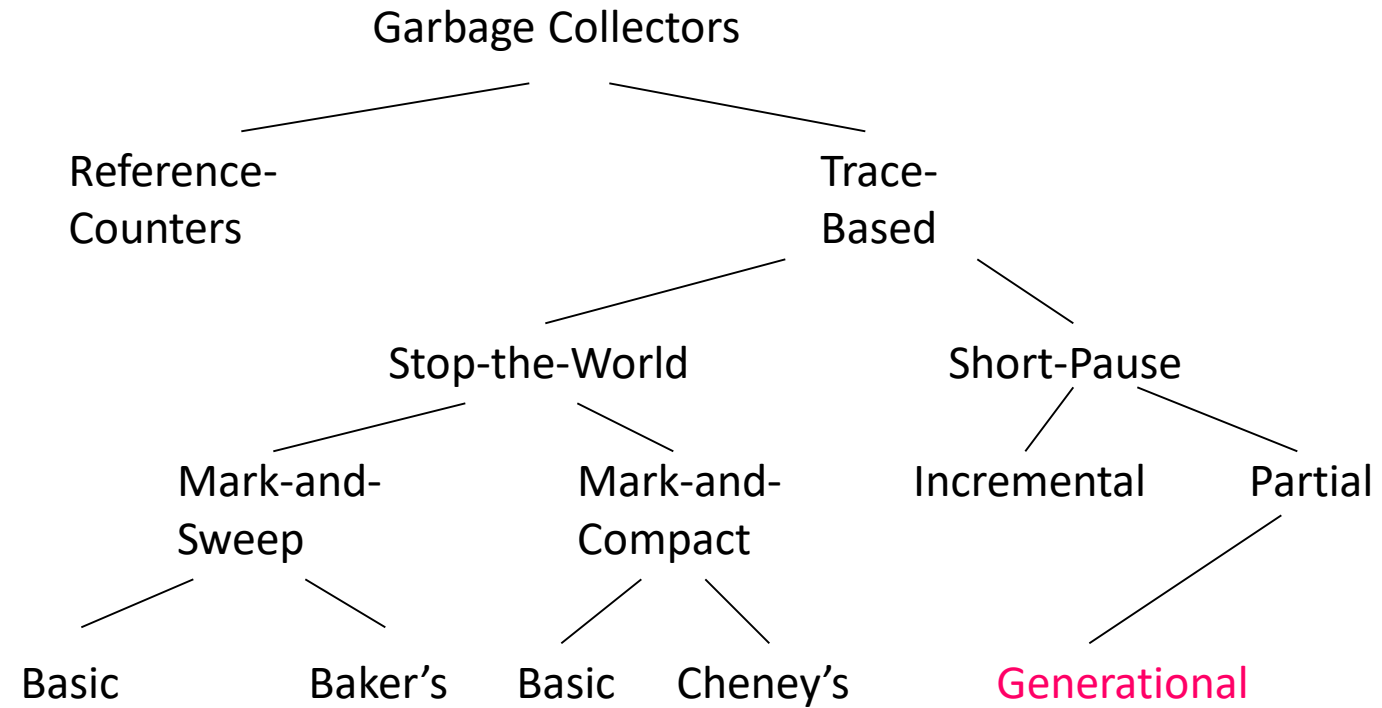 Garbage Collectors
Reference-
Counters
Trace-
Based
Stop-the-World
Short-Pause
Mark-and-
Sweep
Mark-and-
Compact
Incremental
Partial
Basic
Baker’s
Basic
Cheney’s
Generational